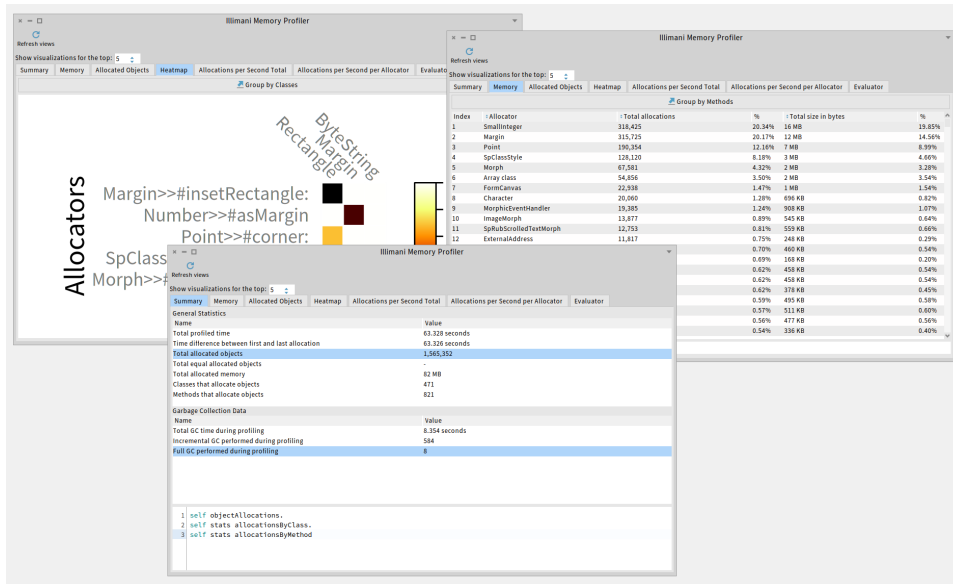 Illimani Memory Profiler
Refresh views
Show visualizations for the top: 5
Summary Memory Allocated Objects Heatmap Allocations per Second Total Allocations per Second per Allocator Evaluato
Group by Classes
ByteString
Margin
Rectangle
Allocators
Margin>>#insetRectangle:
Number>>#asMargin
Point>>#corner:
SpClass
Morph>>#
Illimani Memory Profiler
Refresh views
Show visualizations for the top: 5
Summary Memory Allocated Objects Heatmap Allocations per Second Total Allocations per Second per Allocator Evaluator
Group by Methods
Index Allocator Total allocations % Total size in bytes %
1 SmallInteger 318,425 20.34% 16 MB 19.85%
2 Margin 315,725 20.17% 12 MB 14.56%
3 Point 190,354 12.16% 7 MB 8.99%
4 SpClassStyle 128,120 8.18% 3 MB 4.66%
5 Morph 67,581 4.32% 2 MB 3.28%
6 Array class 54,856 3.50% 2 MB 3.54%
7 FormCanvas 22,938 1.47% 1 MB 1.54%
8 Character 20,060 1.28% 696 KB 0.82%
9 MorphicEventHandler 19,385 1.24% 908 KB 1.07%
10 ImageMorph 13,877 0.89% 545 KB 0.64%
11 SpRubScrolledTextMorph 12,753 0.81% 559 KB 0.66%
12 ExternalAddress 11,817 0.75% 248 KB 0.29%
0.70% 460 KB 0.54%
0.69% 168 KB 0.20%
0.62% 458 KB 0.54%
0.62% 458 KB 0.54%
0.62% 378 KB 0.45%
0.59% 495 KB 0.58%
0.57% 511 KB 0.60%
0.56% 477 KB 0.56%
0.54% 336 KB 0.40%
Illimani Memory Profiler
Refresh views
Show visualizations for the top: 5
Summary Memory Allocated Objects Heatmap Allocations per Second Total Allocations per Second per Allocator Evaluator
General Statistics
Name Value
Total profiled time 63.328 seconds
Time difference between first and last allocation 63.326 seconds
Total allocated objects 1,565,352
Total equal allocated objects -
Total allocated memory 82 MB
Classes that allocate objects 471
Methods that allocate objects 821
Garbage Collection Data
Name Value
Total GC time during profiling 8.354 seconds
Incremental GC performed during profiling 584
Full GC performed during profiling 8
1 self objectAllocations.
2 self stats allocationsByClass.
3 self stats allocationsByMethod